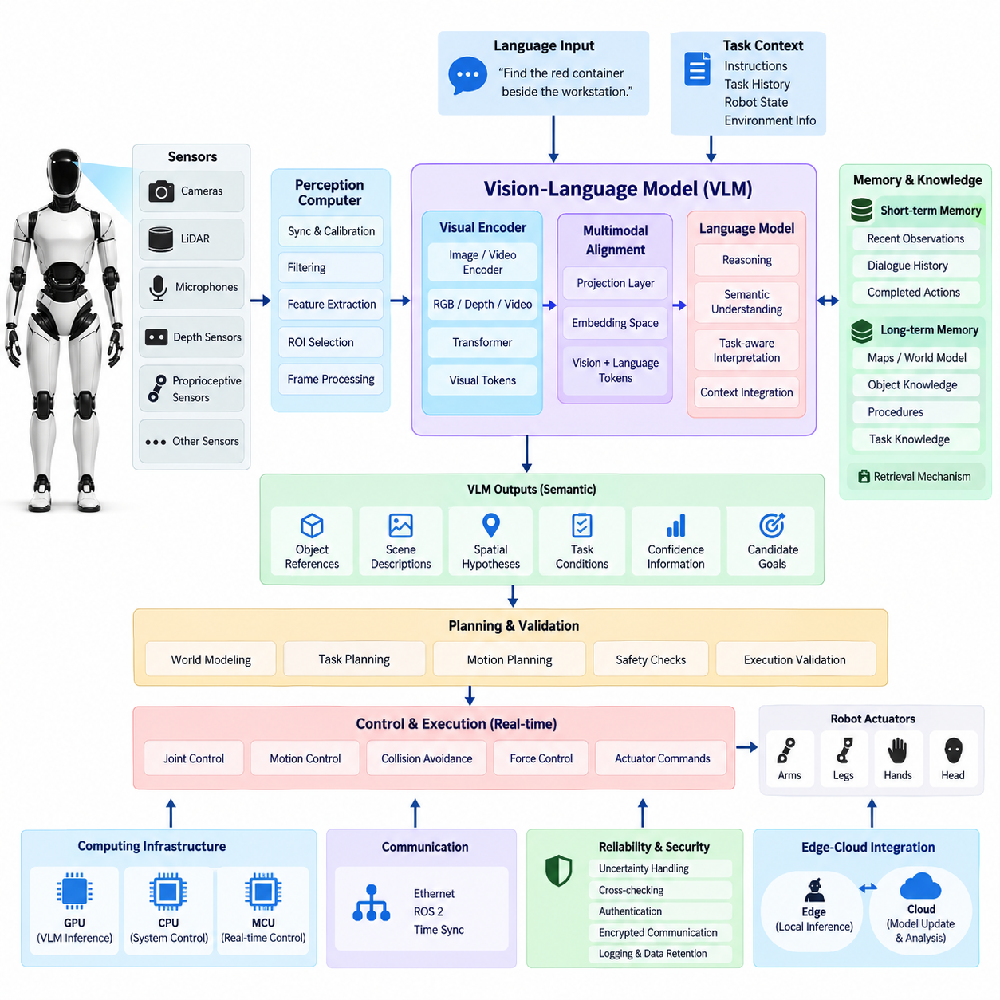 Language Input
“Find the red container
beside the workstation.”
Task Context
Instructions
Task History
Robot State
Environment Info
Sensors
Cameras
LiDAR
Microphones
Depth Sensors
Proprioceptive
Sensors
Other Sensors
Perception
Computer
Sync & Calibration
Filtering
Feature Extraction
ROI Selection
Frame Processing
Vision-Language Model (VLM)
Visual Encoder
Image / Video
Encoder
RGB / Depth / Video
Transformer
Visual Tokens
Multimodal
Alignment
Projection Layer
Embedding Space
Vision + Language
Tokens
Language Model
Reasoning
Semantic
Understanding
Task-aware
Interpretation
Context Integration
Memory & Knowledge
Short-term Memory
Recent Observations
Dialogue History
Completed Actions
Long-term Memory
Maps / World Model
Object Knowledge
Procedures
Task Knowledge
Retrieval Mechanism
VLM Outputs (Semantic)
Object
References
Scene
Descriptions
Spatial
Hypotheses
Task
Conditions
Confidence
Information
Candidate
Goals
Planning & Validation
World Modeling
Task Planning
Motion Planning
Safety Checks
Execution Validation
Control & Execution (Real-time)
Joint Control
Motion Control
Collision Avoidance
Force Control
Actuator Commands
Robot Actuators
Arms
Legs
Hands
Head
Computing Infrastructure
GPU
(VLM Inference)
CPU
(System Control)
MCU
(Real-time Control)
Communication
Ethernet
ROS 2
Time Sync
Reliability & Security
Uncertainty Handling
Cross-checking
Authentication
Encrypted Communication
Logging & Data Retention
Edge-Cloud Integration
Edge
(Local Inference)
Cloud
(Model Update
& Analysis)